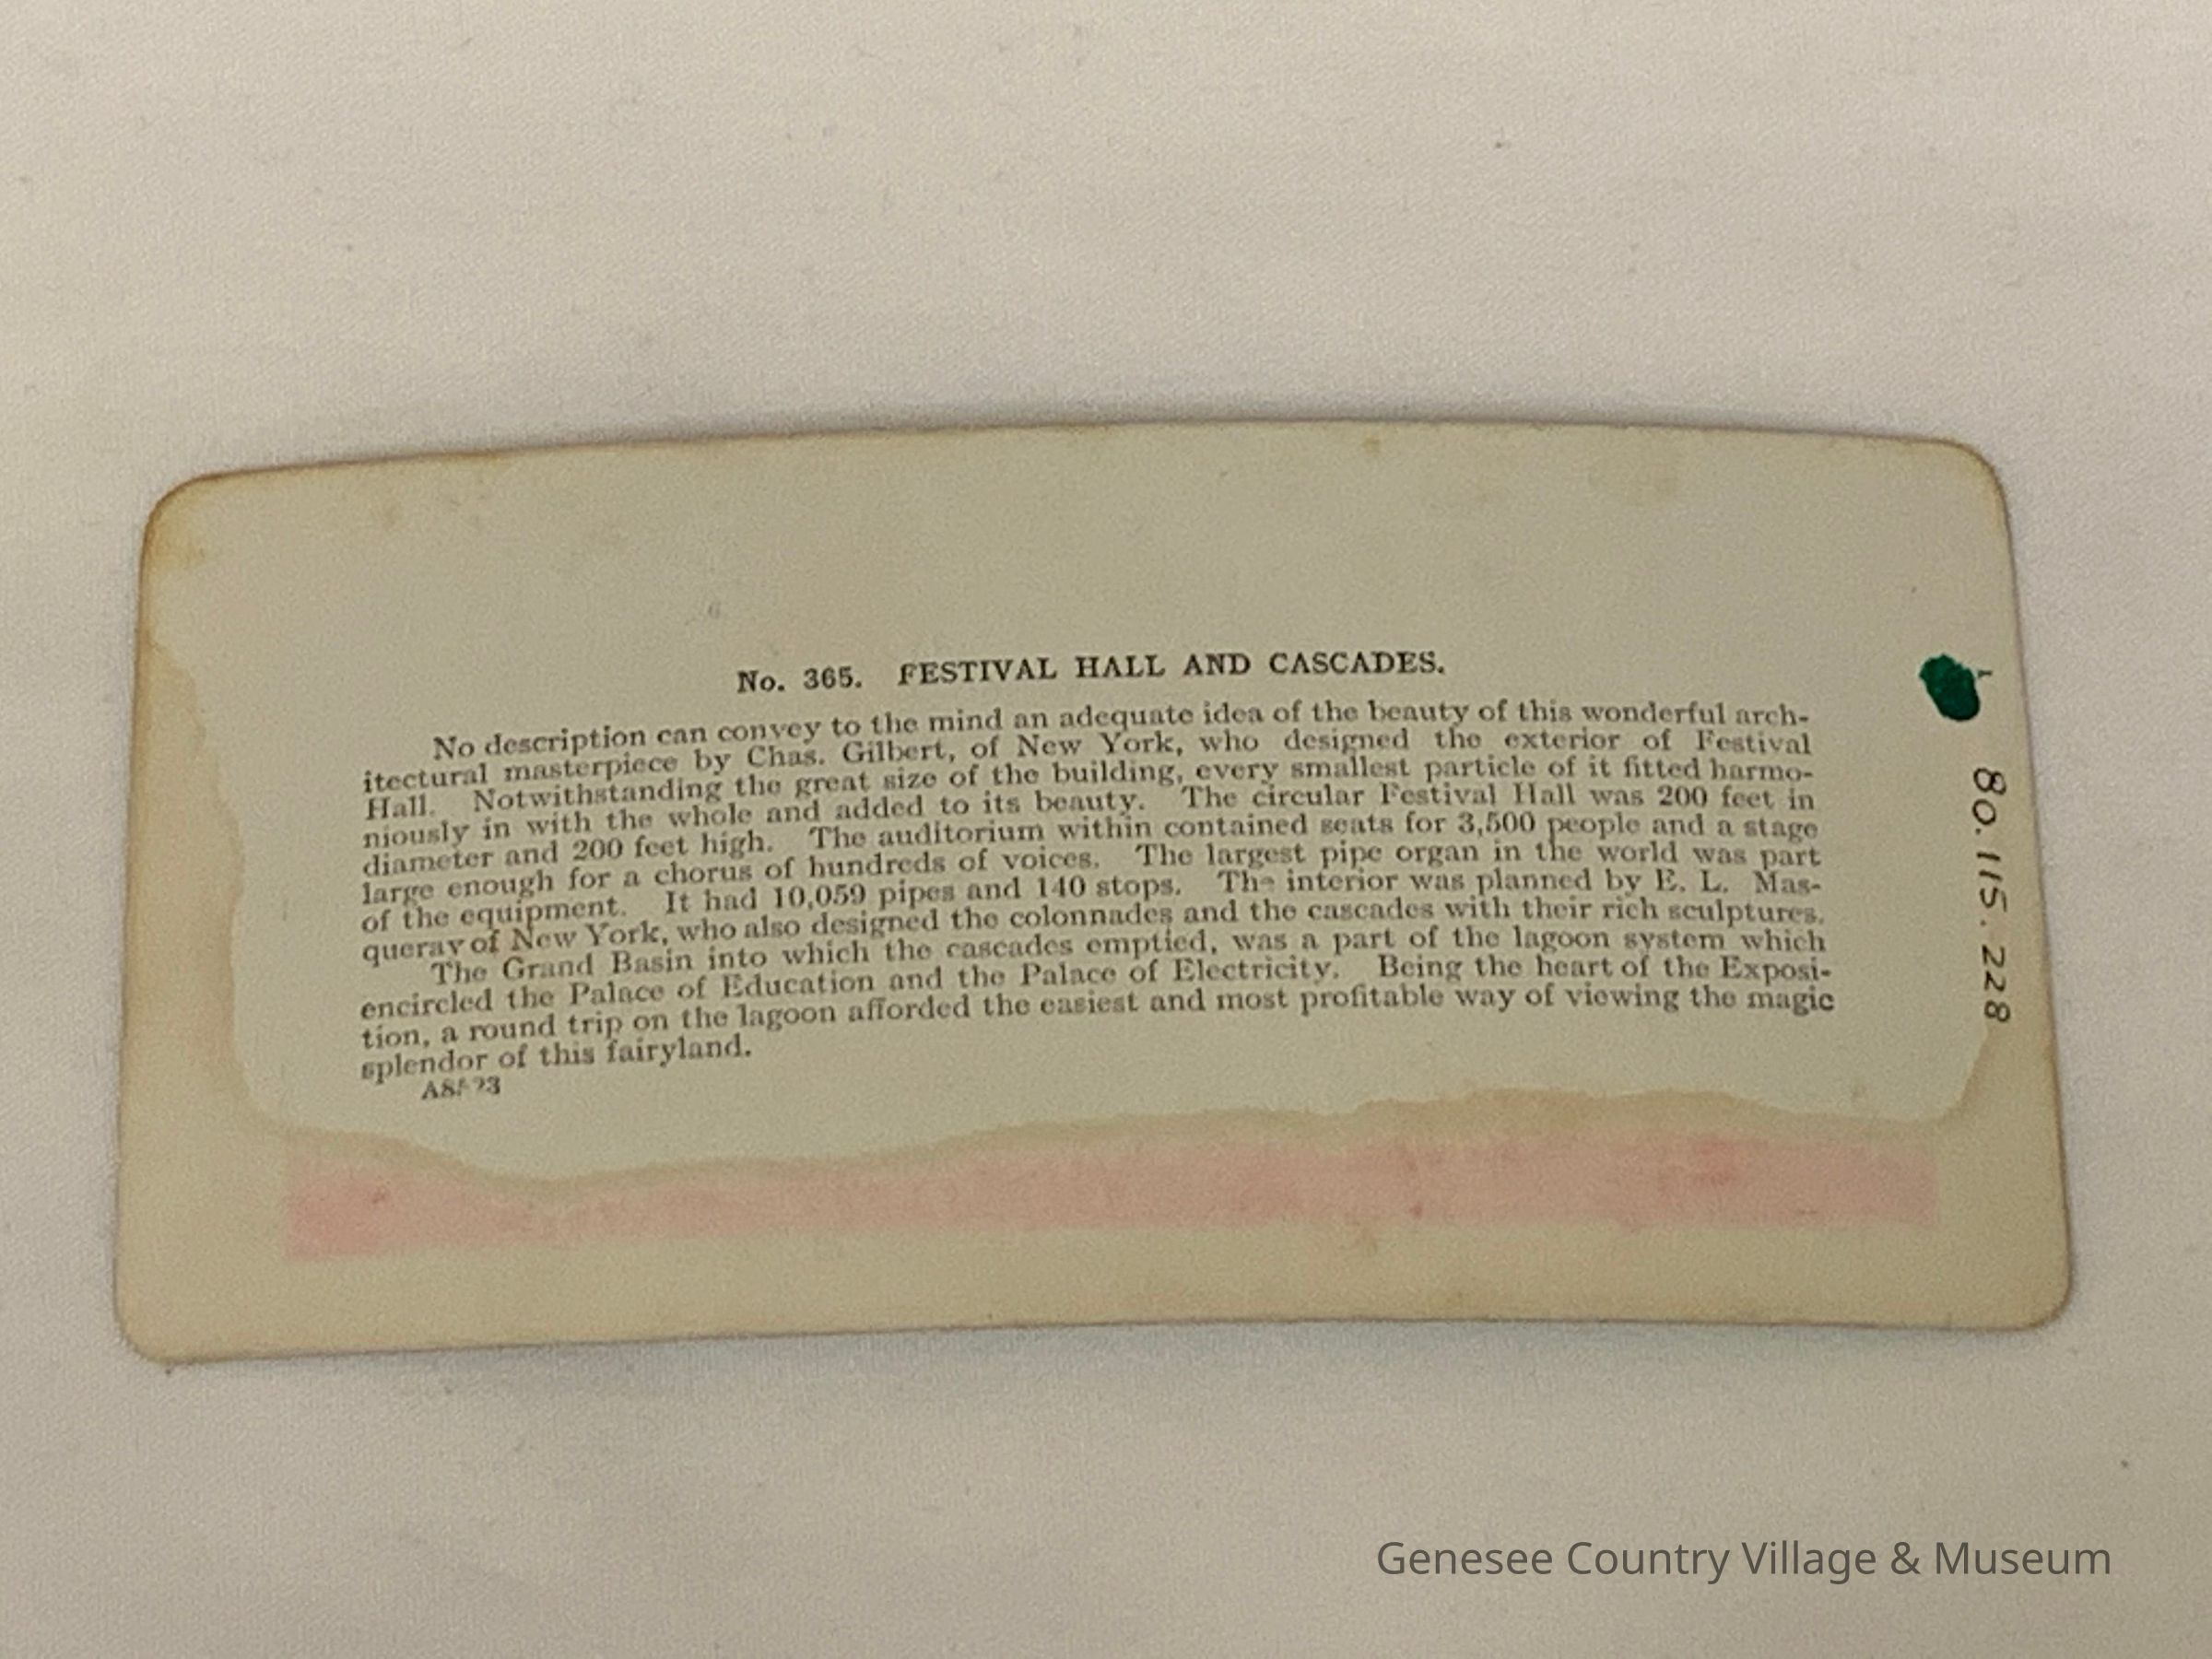 No. 365. FESTIVAL HALL AND CASCADES.
No description can convey to the mind an adequate idea of the beauty of this wonderful arch-
itectural masterpiece by Chas. Gilbert, of New York, who designed the exterior of Festival
Hall. Notwithstanding the great size of the building, every smallest particle of it fitted harmo-
niously in with the whole and added to its beauty. The circular Festival Hall was 200 feet in
diameter and 200 feet high. The auditorium within contained seats for 3,500 people and a stage
large enough for a chorus of hundreds of voices. The largest pipe organ in the world was part
of the equipment. It had 10,059 pipes and 140 stops. The interior was planned by E. L. Mas-
queray of New York, who also designed the colonnades and the cascades with their rich sculptures.
The Grand Basin into which the cascades emptied, was a part of the lagoon system which
encircled the Palace of Education and the Palace of Electricity. Being the heart of the Exposi-
tion, a round trip on the lagoon afforded the easiest and most profitable way of viewing the magic
splendor of this fairyland.
80.115.228
Genesee Country Village & Museum